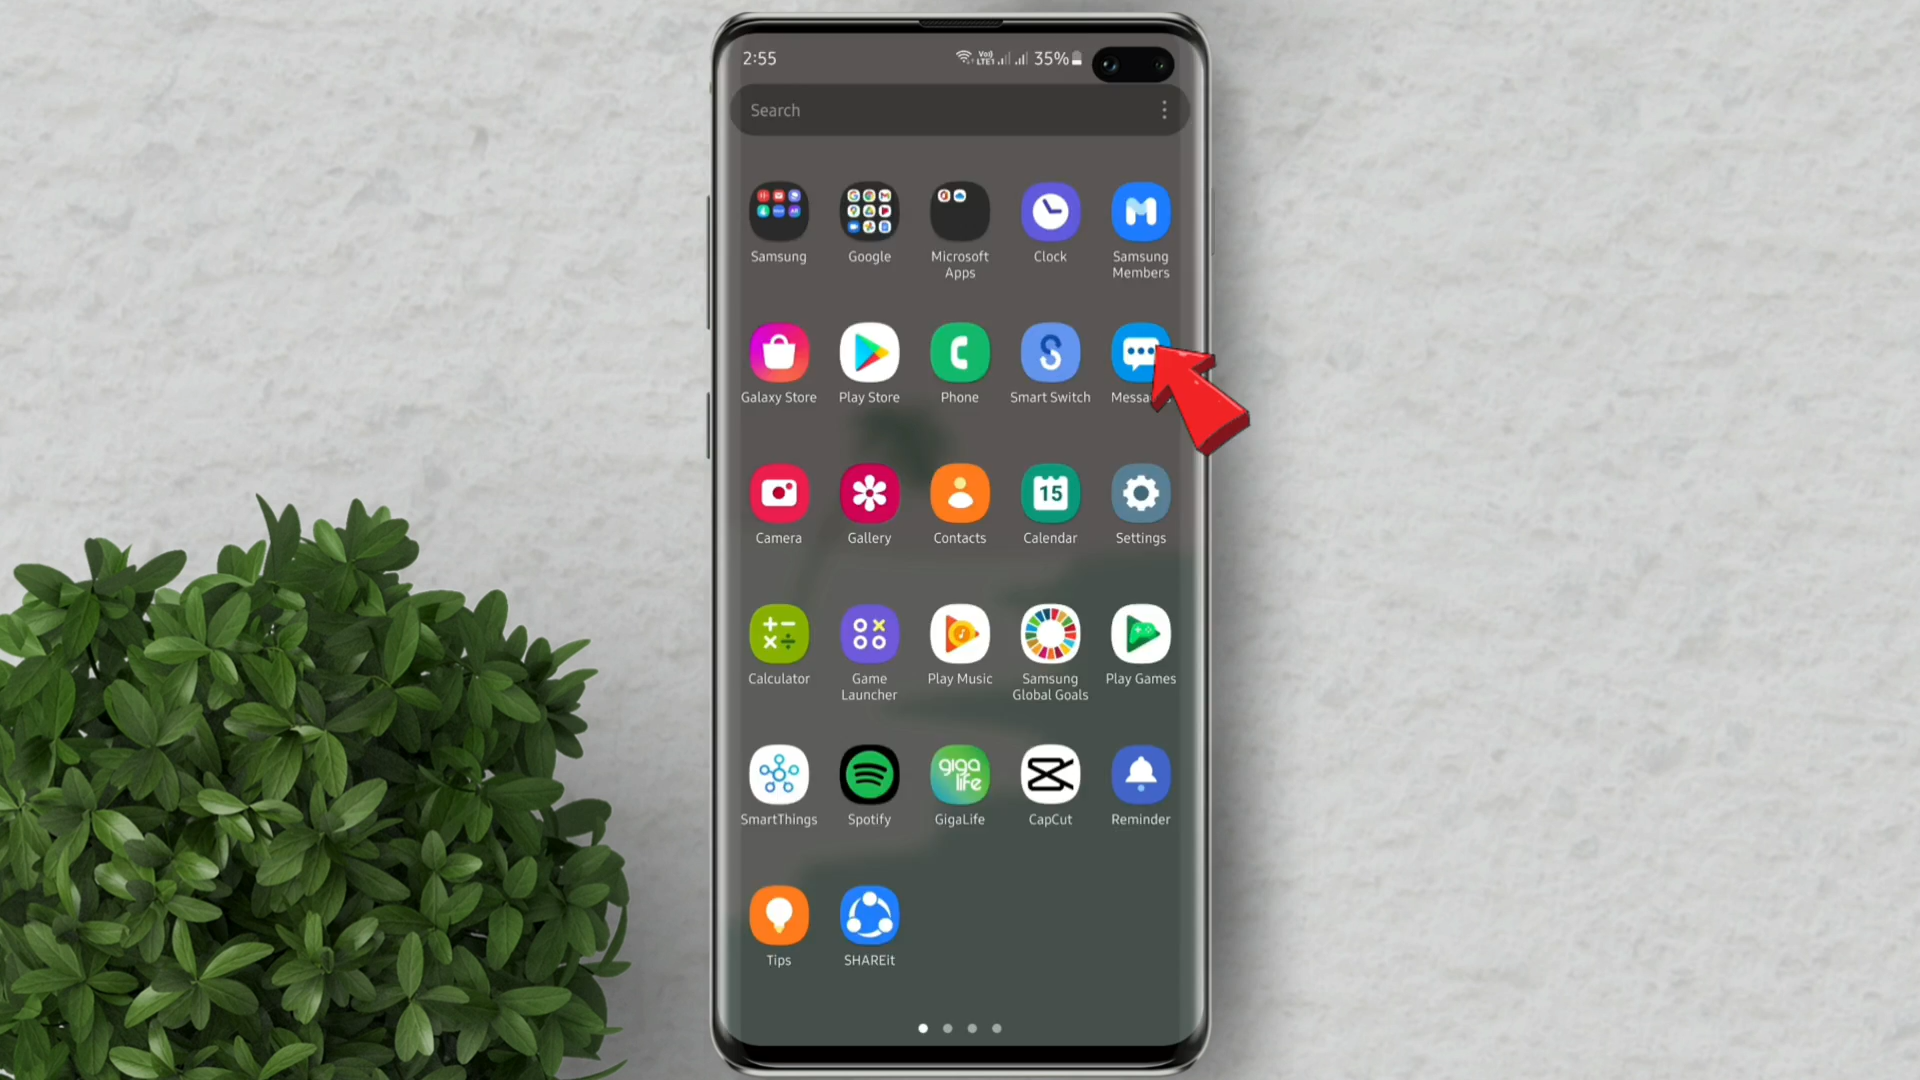 2:55
Vo))
LTE1
35%
Search
Samsung
Google
Microsoft
Apps
Clock
Samsung
Members
Galaxy Store
Play Store
Phone
Smart Switch
Messa
15
Camera
Gallery
Contacts
Calendar
Settings
Calculator
Game
Launcher
Play Music
Samsung
Global Goals
Play Games
giga
life
SmartThings
Spotify
GigaLife
CapCut
Reminder
Tips
SHAREit